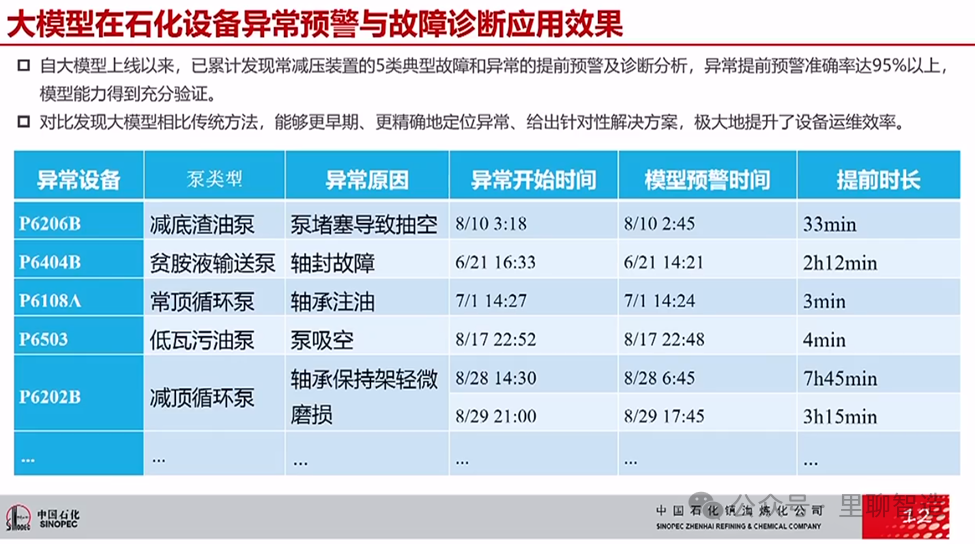 大模型在石化设备异常预警与故障诊断应用效果
自大模型上线以来，已累计发现常减压装置的5类典型故障和异常的提前预警及诊断分析，异常提前预警准确率达95%以上，
模型能力得到充分验证。
对比发现大模型相比传统方法，能够更早期、更精确地定位异常、给出针对性解决方案，极大地提升了设备运维效率。
异常设备 泵类型 异常原因 异常开始时间 模型预警时间 提前时长
P6206B 减底渣油泵 泵堵塞导致抽空 8/10 3:18 8/10 2:45 33min
P6404B 贫胺液输送泵 轴封故障 6/21 16:33 6/21 14:21 2h12min
P6108A 常顶循环泵 轴承注油 7/1 14:27 7/1 14:24 3min
P6503 低瓦污油泵 泵吸空 8/17 22:52 8/17 22:48 4min
P6202B 减顶循环泵 轴承保持架轻微 8/28 14:30 8/28 6:45 7h45min
磨损 8/29 21:00 8/29 17:45 3h15min
... ... ... ... ... ...
中国石化
SINOPEC
中国石化镇海炼化公司
SINOPEC ZHENHAI REFINING & CHEMICAL COMPANY
公众号 · 里聊智造
12